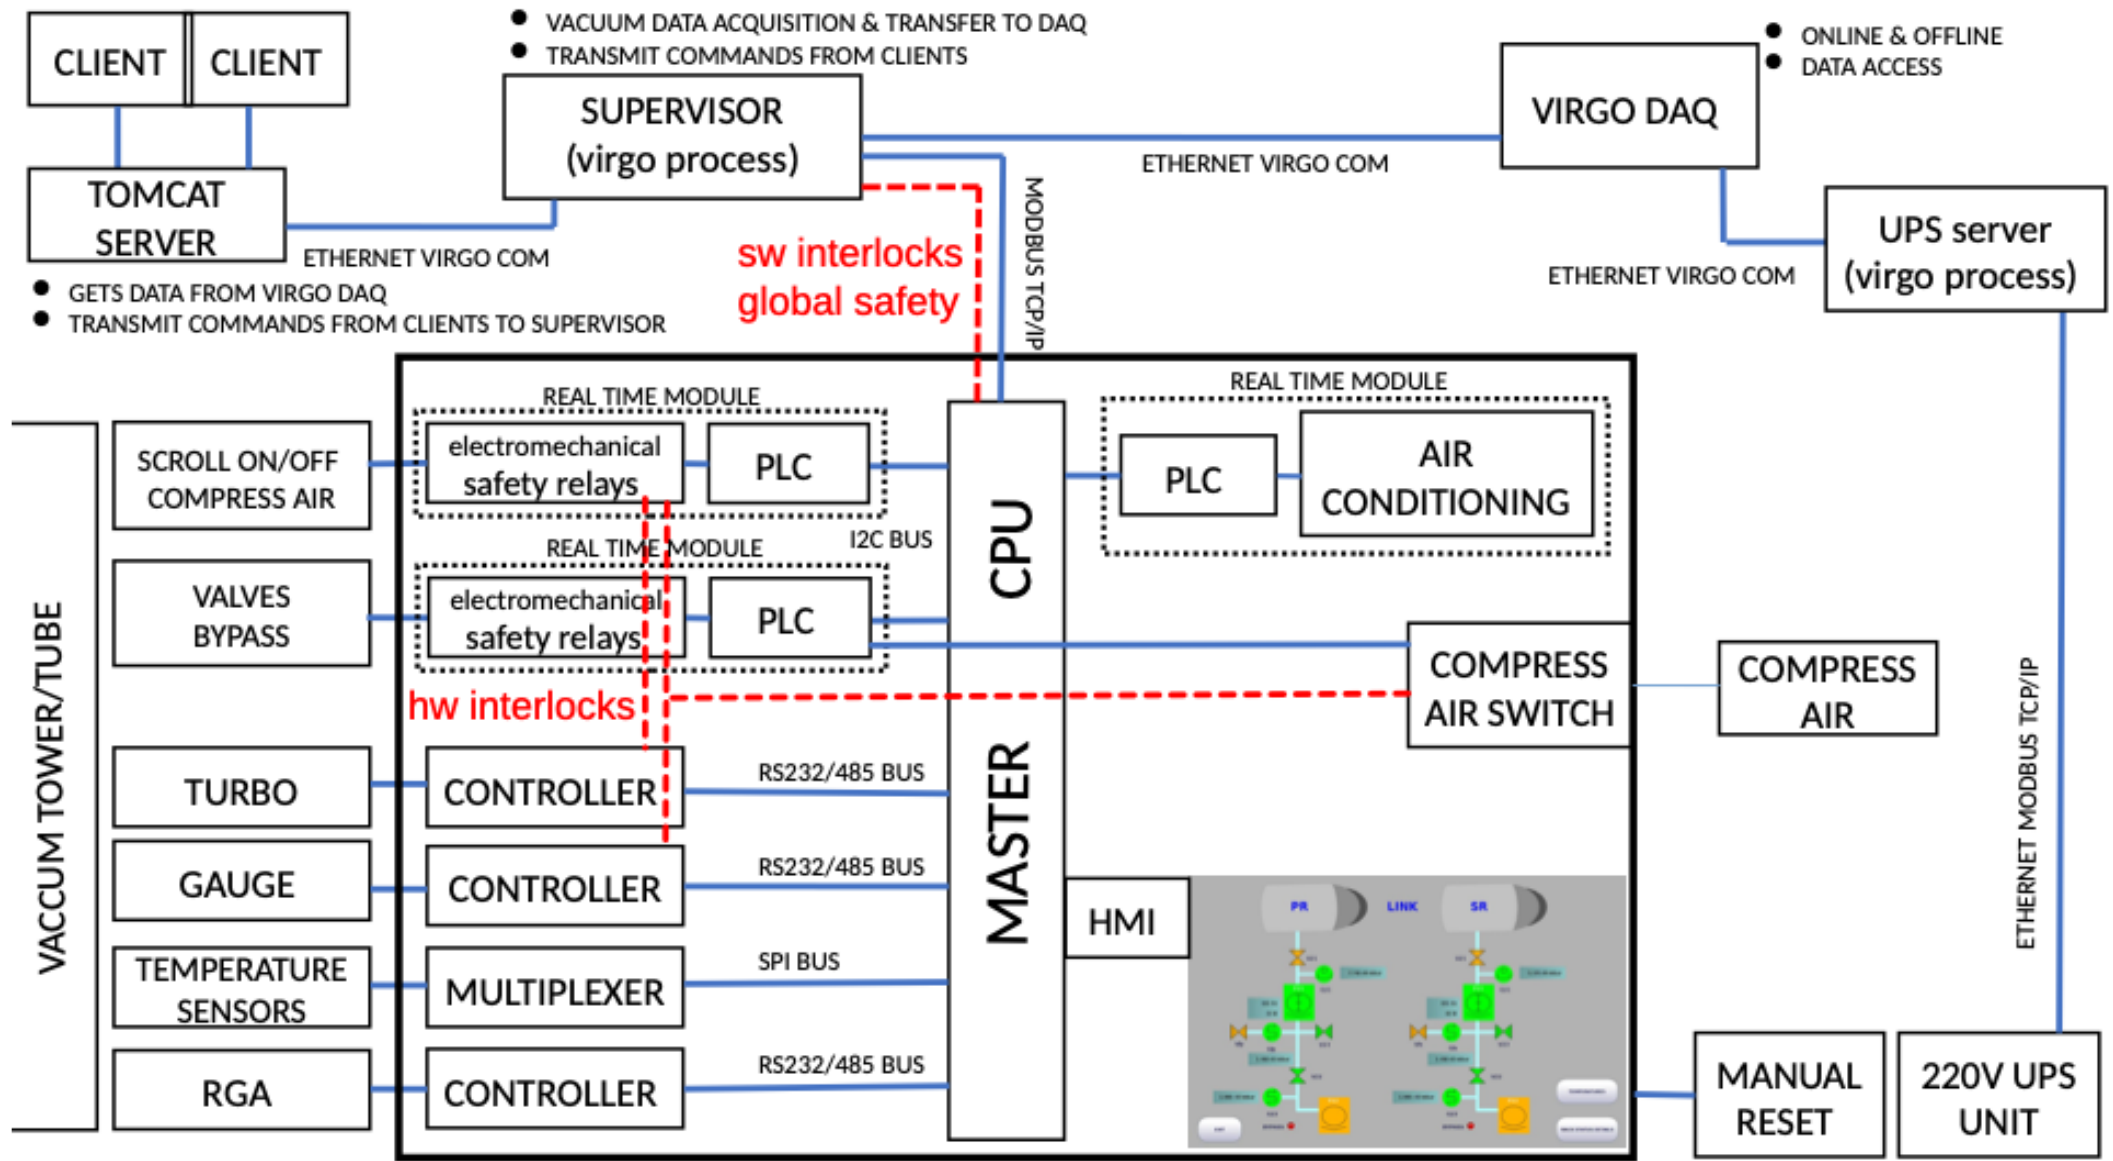 CLIENT
CLIENT
VACUUM DATA ACQUISITION & TRANSFER TO DAQ
TRANSMIT COMMANDS FROM CLIENTS
SUPERVISOR
(virgo process)
VIRGO DAQ
ONLINE & OFFLINE
DATA ACCESS
TOMCAT
SERVER
ETHERNET VIRGO COM
GETS DATA FROM VIRGO DAQ
TRANSMIT COMMANDS FROM CLIENTS TO SUPERVISOR
ETHERNET VIRGO COM
MODBUS TCP/IP
sw interlocks
global safety
UPS server
(virgo process)
ETHERNET VIRGO COM
VACCUM TOWER/TUBE
SCROLL ON/OFF
COMPRESS AIR
REAL TIME MODULE
electromechanical
safety relays
PLC
I2C BUS
VALVES
BYPASS
REAL TIME MODULE
electromechanical
safety relays
PLC
hw interlocks
CPU
MASTER
REAL TIME MODULE
PLC
AIR
CONDITIONING
COMPRESS
AIR SWITCH
COMPRESS
AIR
ETHERNET MODBUS TCP/IP
TURBO
CONTROLLER
RS232/485 BUS
GAUGE
CONTROLLER
RS232/485 BUS
TEMPERATURE
SENSORS
MULTIPLEXER
SPI BUS
RGA
CONTROLLER
RS232/485 BUS
HMI
PR
LINK
SR
MANUAL
RESET
220V UPS
UNIT